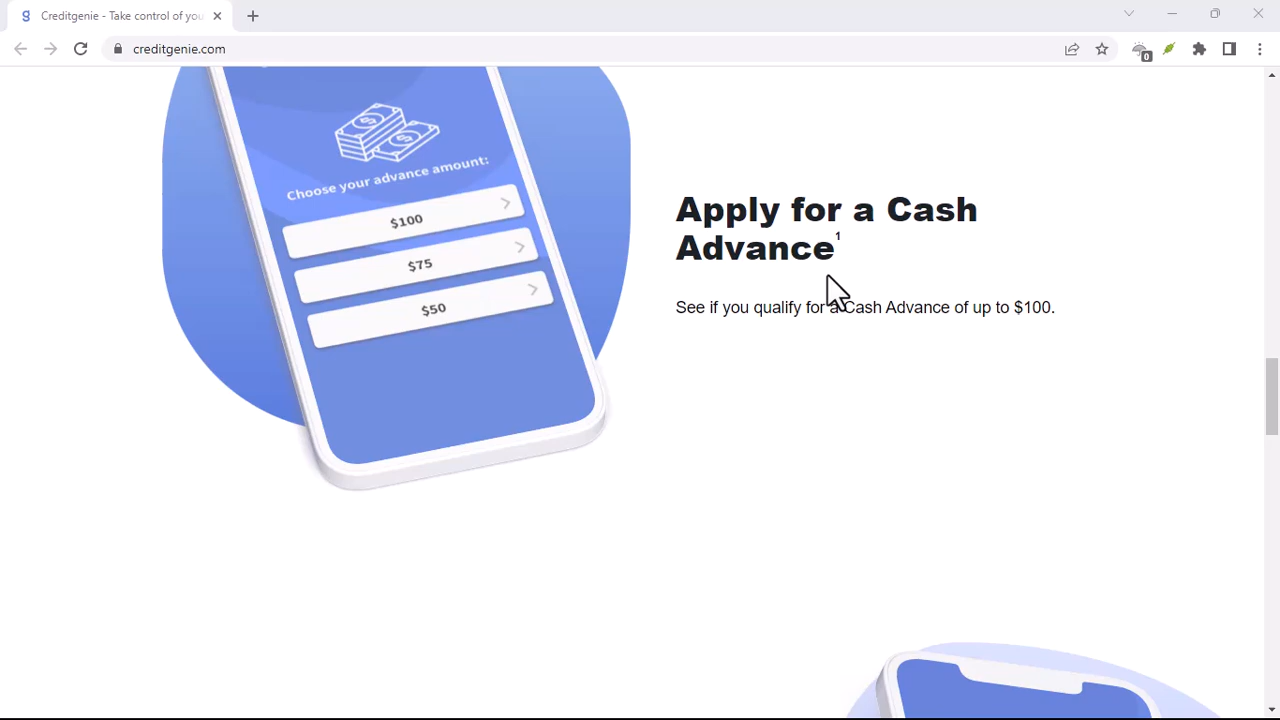 Creditgenie - Take control of you
creditgenie.com
0
Choose your advance amount:
$100
$75
$50
Apply for a Cash
Advance1
See if you qualify for a Cash Advance of up to $100.